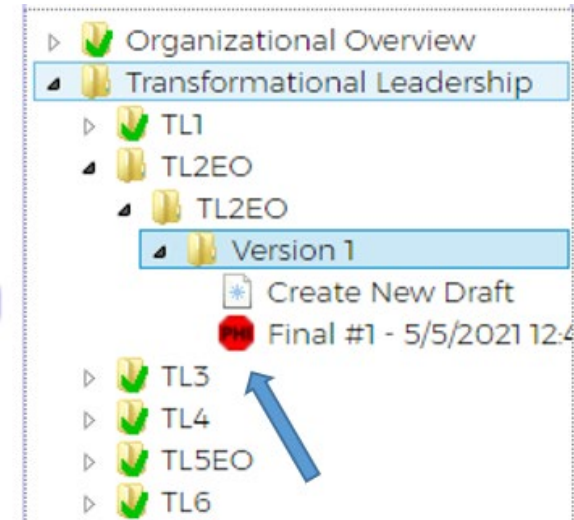 Organizational Overview
Transformational Leadership
TL1
TL2EO
TL2EO
Version 1
Create New Draft
PHI Final #1 - 5/5/2021 12:4
TL3
TL4
TL5EO
TL6